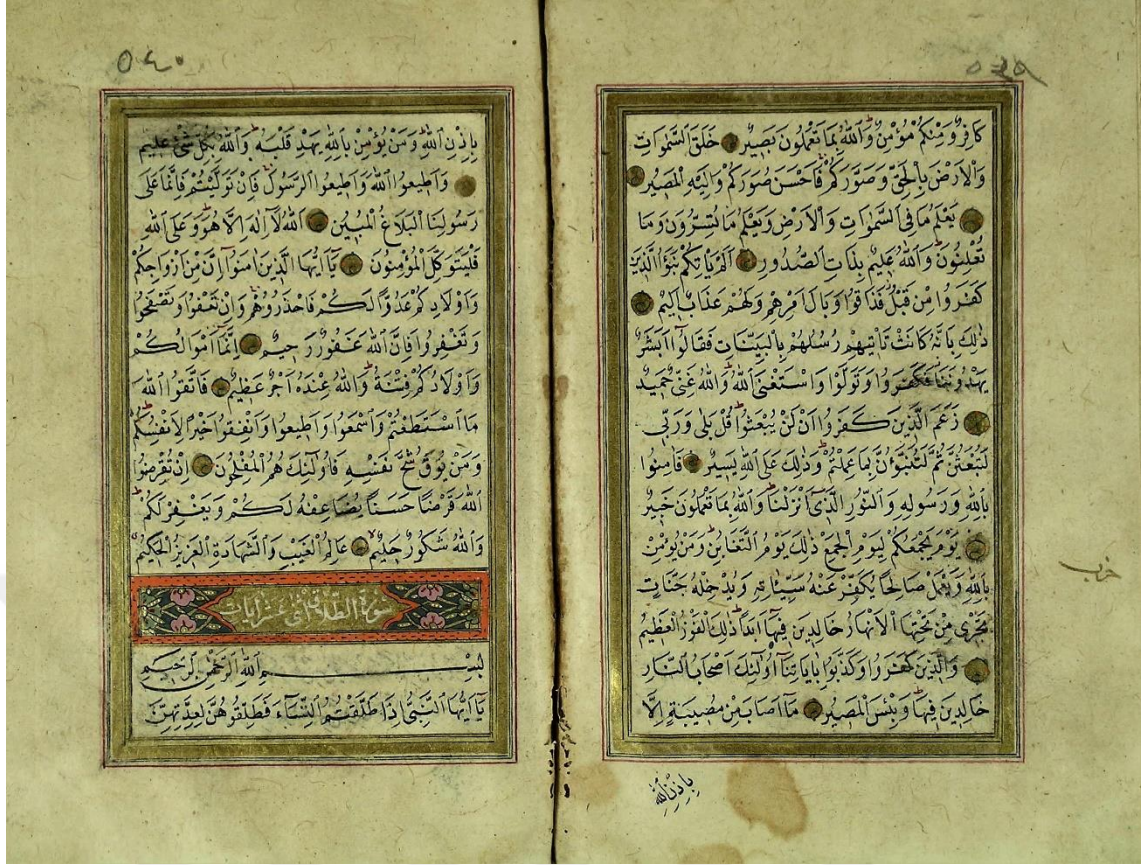 ٥٣٩
كَافِرٌ وَمِنْكُمْ مُؤْمِنٌ وَاللّٰهُ بِمَا تَعْمَلُونَ بَصِيرٌ خَلَقَ السَّمٰوَاتِ
وَالْاَرْضَ بِالْحَقِّ وَصَوَّرَكُمْ فَاَحْسَنَ صُوَرَكُمْ وَاِلَيْهِ الْمَصِيرُ
يَعْلَمُ مَا فِى السَّمٰوَاتِ وَالْاَرْضِ وَيَعْلَمُ مَا تُسِرُّونَ وَمَا
تُعْلِنُونَ وَاللّٰهُ عَلِيمٌ بِذَاتِ الصُّدُورِ اَلَمْ يَاْتِكُمْ نَبَؤُا الَّذِينَ
كَفَرُوا مِنْ قَبْلُ فَذَاقُوا وَبَالَ اَمْرِهِمْ وَلَهُمْ عَذَابٌ اَلِيمٌ
ذٰلِكَ بِاَنَّهُ كَانَتْ تَاْتِيهِمْ رُسُلُهُمْ بِالْبَيِّنَاتِ فَقَالُوا اَبَشَرٌ
يَهْدُونَنَا فَكَفَرُوا وَتَوَلَّوْا وَاسْتَغْنَى اللّٰهُ وَاللّٰهُ غَنِىٌّ حَمِيدٌ
زَعَمَ الَّذِينَ كَفَرُوا اَنْ لَنْ يُبْعَثُوا قُلْ بَلٰى وَرَبِّى
لَتُبْعَثُنَّ ثُمَّ لَتُنَبَّؤُنَّ بِمَا عَمِلْتُمْ وَذٰلِكَ عَلَى اللّٰهِ يَسِيرٌ فَاٰمِنُوا
بِاللّٰهِ وَرَسُولِهِ وَالنُّورِ الَّذِى اَنْزَلْنَا وَاللّٰهُ بِمَا تَعْمَلُونَ خَبِيرٌ
يَوْمَ يَجْمَعُكُمْ لِيَوْمِ الْجَمْعِ ذٰلِكَ يَوْمُ التَّغَابُنِ وَمَنْ يُؤْمِنْ
بِاللّٰهِ وَيَعْمَلْ صَالِحًا يُكَفِّرْ عَنْهُ سَيِّئَاتِهِ وَيُدْخِلْهُ جَنَّاتٍ
تَجْرِى مِنْ تَحْتِهَا الْاَنْهَارُ خَالِدِينَ فِيهَا اَبَدًا ذٰلِكَ الْفَوْزُ الْعَظِيمُ
وَالَّذِينَ كَفَرُوا وَكَذَّبُوا بِاٰيَاتِنَا اُولٰئِكَ اَصْحَابُ النَّارِ
خَالِدِينَ فِيهَا وَبِئْسَ الْمَصِيرُ مَا اَصَابَ مِنْ مُصِيبَةٍ اِلَّا
بِاِذْنِ اللّٰهِ
حزب
٥٤٠
بِاِذْنِ اللّٰهِ وَمَنْ يُؤْمِنْ بِاللّٰهِ يَهْدِ قَلْبَهُ وَاللّٰهُ بِكُلِّ شَىْءٍ عَلِيمٌ
وَاَطِيعُوا اللّٰهَ وَاَطِيعُوا الرَّسُولَ فَاِنْ تَوَلَّيْتُمْ فَاِنَّمَا عَلٰى
رَسُولِنَا الْبَلَاغُ الْمُبِينُ اَللّٰهُ لَا اِلٰهَ اِلَّا هُوَ وَعَلَى اللّٰهِ
فَلْيَتَوَكَّلِ الْمُؤْمِنُونَ يَا اَيُّهَا الَّذِينَ اٰمَنُوا اِنَّ مِنْ اَزْوَاجِكُمْ
وَاَوْلَادِكُمْ عَدُوًّا لَكُمْ فَاحْذَرُوهُمْ وَاِنْ تَعْفُوا وَتَصْفَحُوا
وَتَغْفِرُوا فَاِنَّ اللّٰهَ غَفُورٌ رَحِيمٌ اِنَّمَا اَمْوَالُكُمْ
وَاَوْلَادُكُمْ فِتْنَةٌ وَاللّٰهُ عِنْدَهُ اَجْرٌ عَظِيمٌ فَاتَّقُوا اللّٰهَ
مَا اسْتَطَعْتُمْ وَاسْمَعُوا وَاَطِيعُوا وَاَنْفِقُوا خَيْرًا لِاَنْفُسِكُمْ
وَمَنْ يُوقَ شُحَّ نَفْسِهِ فَاُولٰئِكَ هُمُ الْمُفْلِحُونَ اِنْ تُقْرِضُوا
اللّٰهَ قَرْضًا حَسَنًا يُضَاعِفْهُ لَكُمْ وَيَغْفِرْ لَكُمْ
وَاللّٰهُ شَكُورٌ حَلِيمٌ عَالِمُ الْغَيْبِ وَالشَّهَادَةِ الْعَزِيزُ الْحَكِيمُ
سورة الطلاق اثنى عشر ايات
بِسْمِ اللّٰهِ الرَّحْمٰنِ الرَّحِيمِ
يَا اَيُّهَا النَّبِىُّ اِذَا طَلَّقْتُمُ النِّسَاءَ فَطَلِّقُوهُنَّ لِعِدَّتِهِنَّ